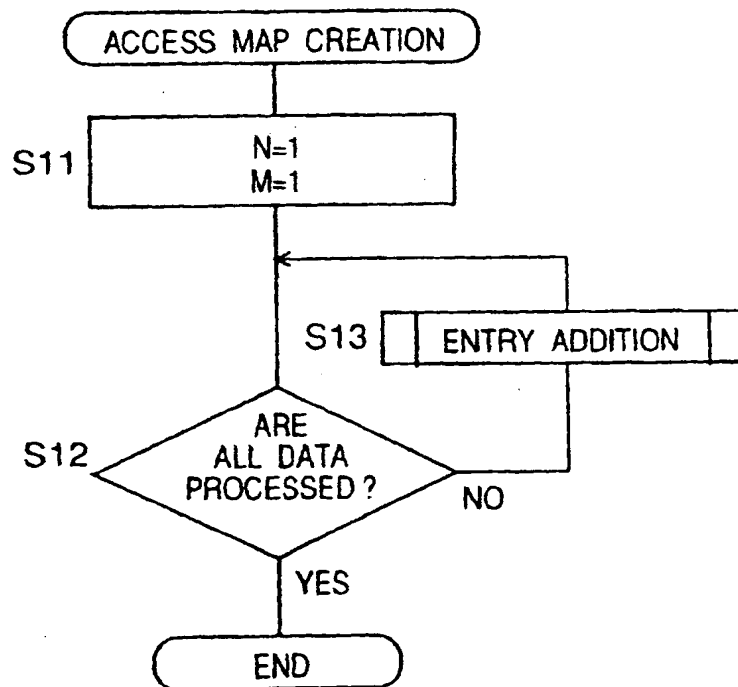 ACCESS MAP CREATION
S11
N=1
M=1
S13
ENTRY ADDITION
S12
ARE
ALL DATA
PROCESSED?
NO
YES
END